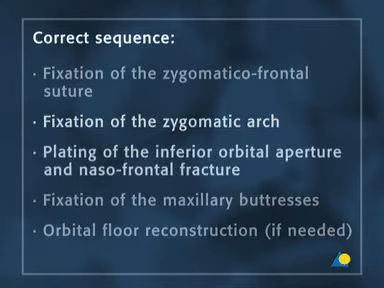 Correct sequence:
· Fixation of the zygomatico-frontal
suture
· Fixation of the zygomatic arch
· Plating of the inferior orbital aperture
and naso-frontal fracture
· Fixation of the maxillary buttresses
· Orbital floor reconstruction (if needed)